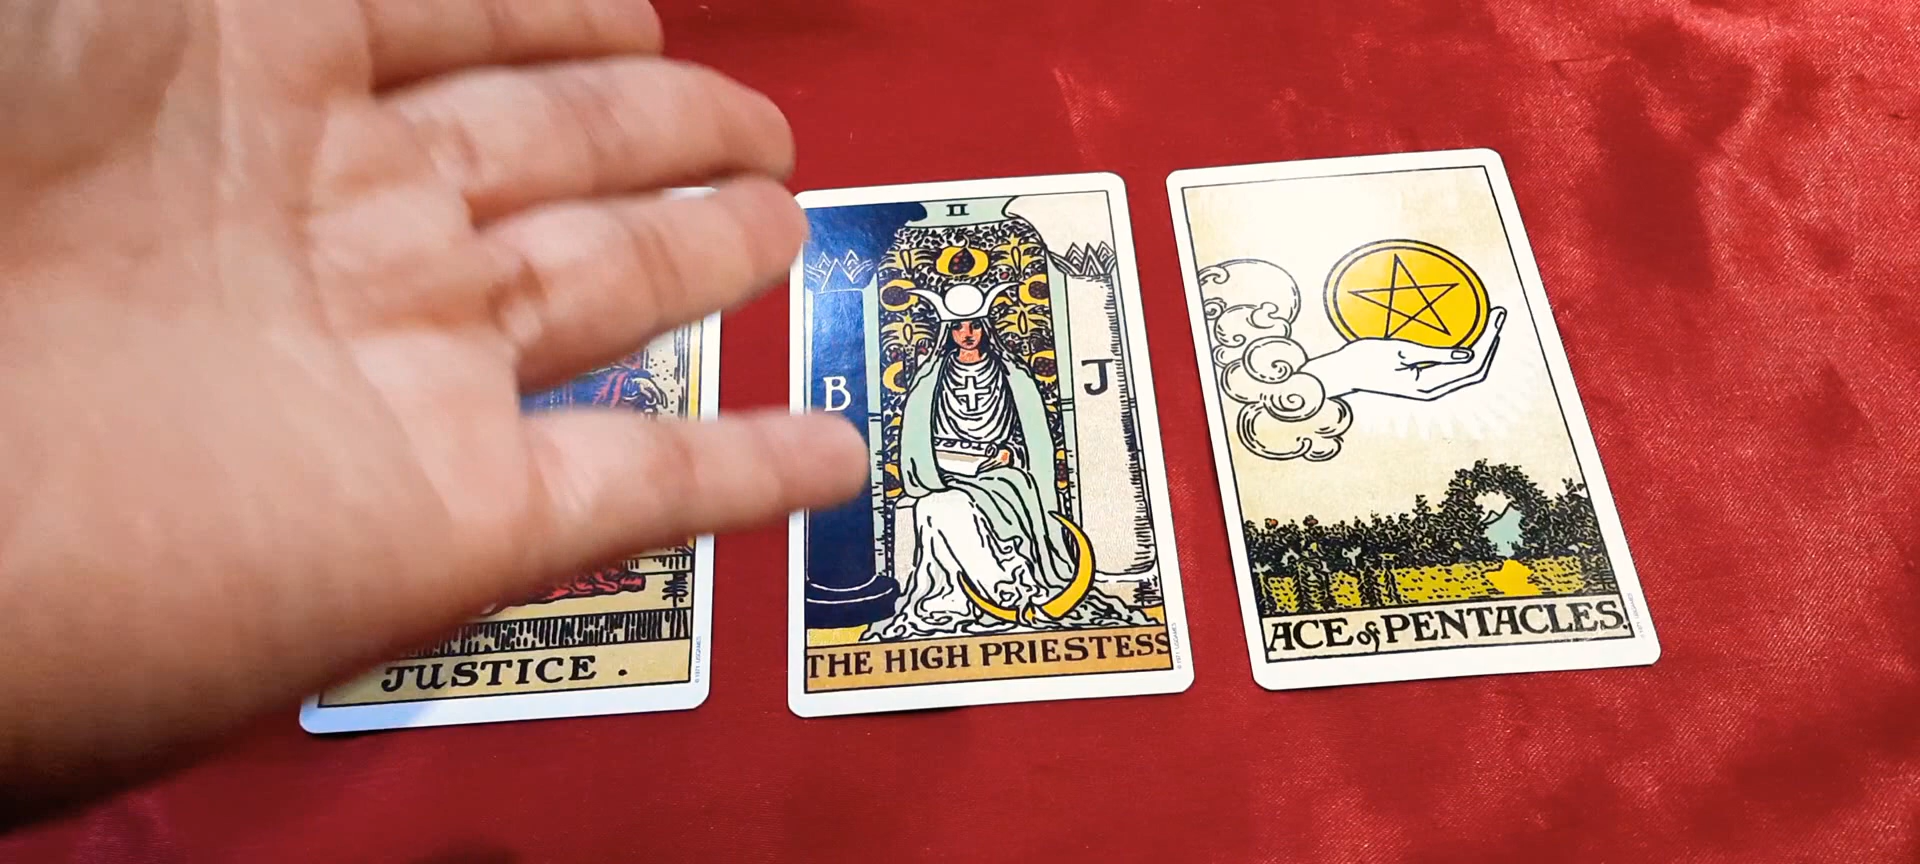 JUSTICE.
II
B J
THE HIGH PRIESTESS
ACE of PENTACLES.